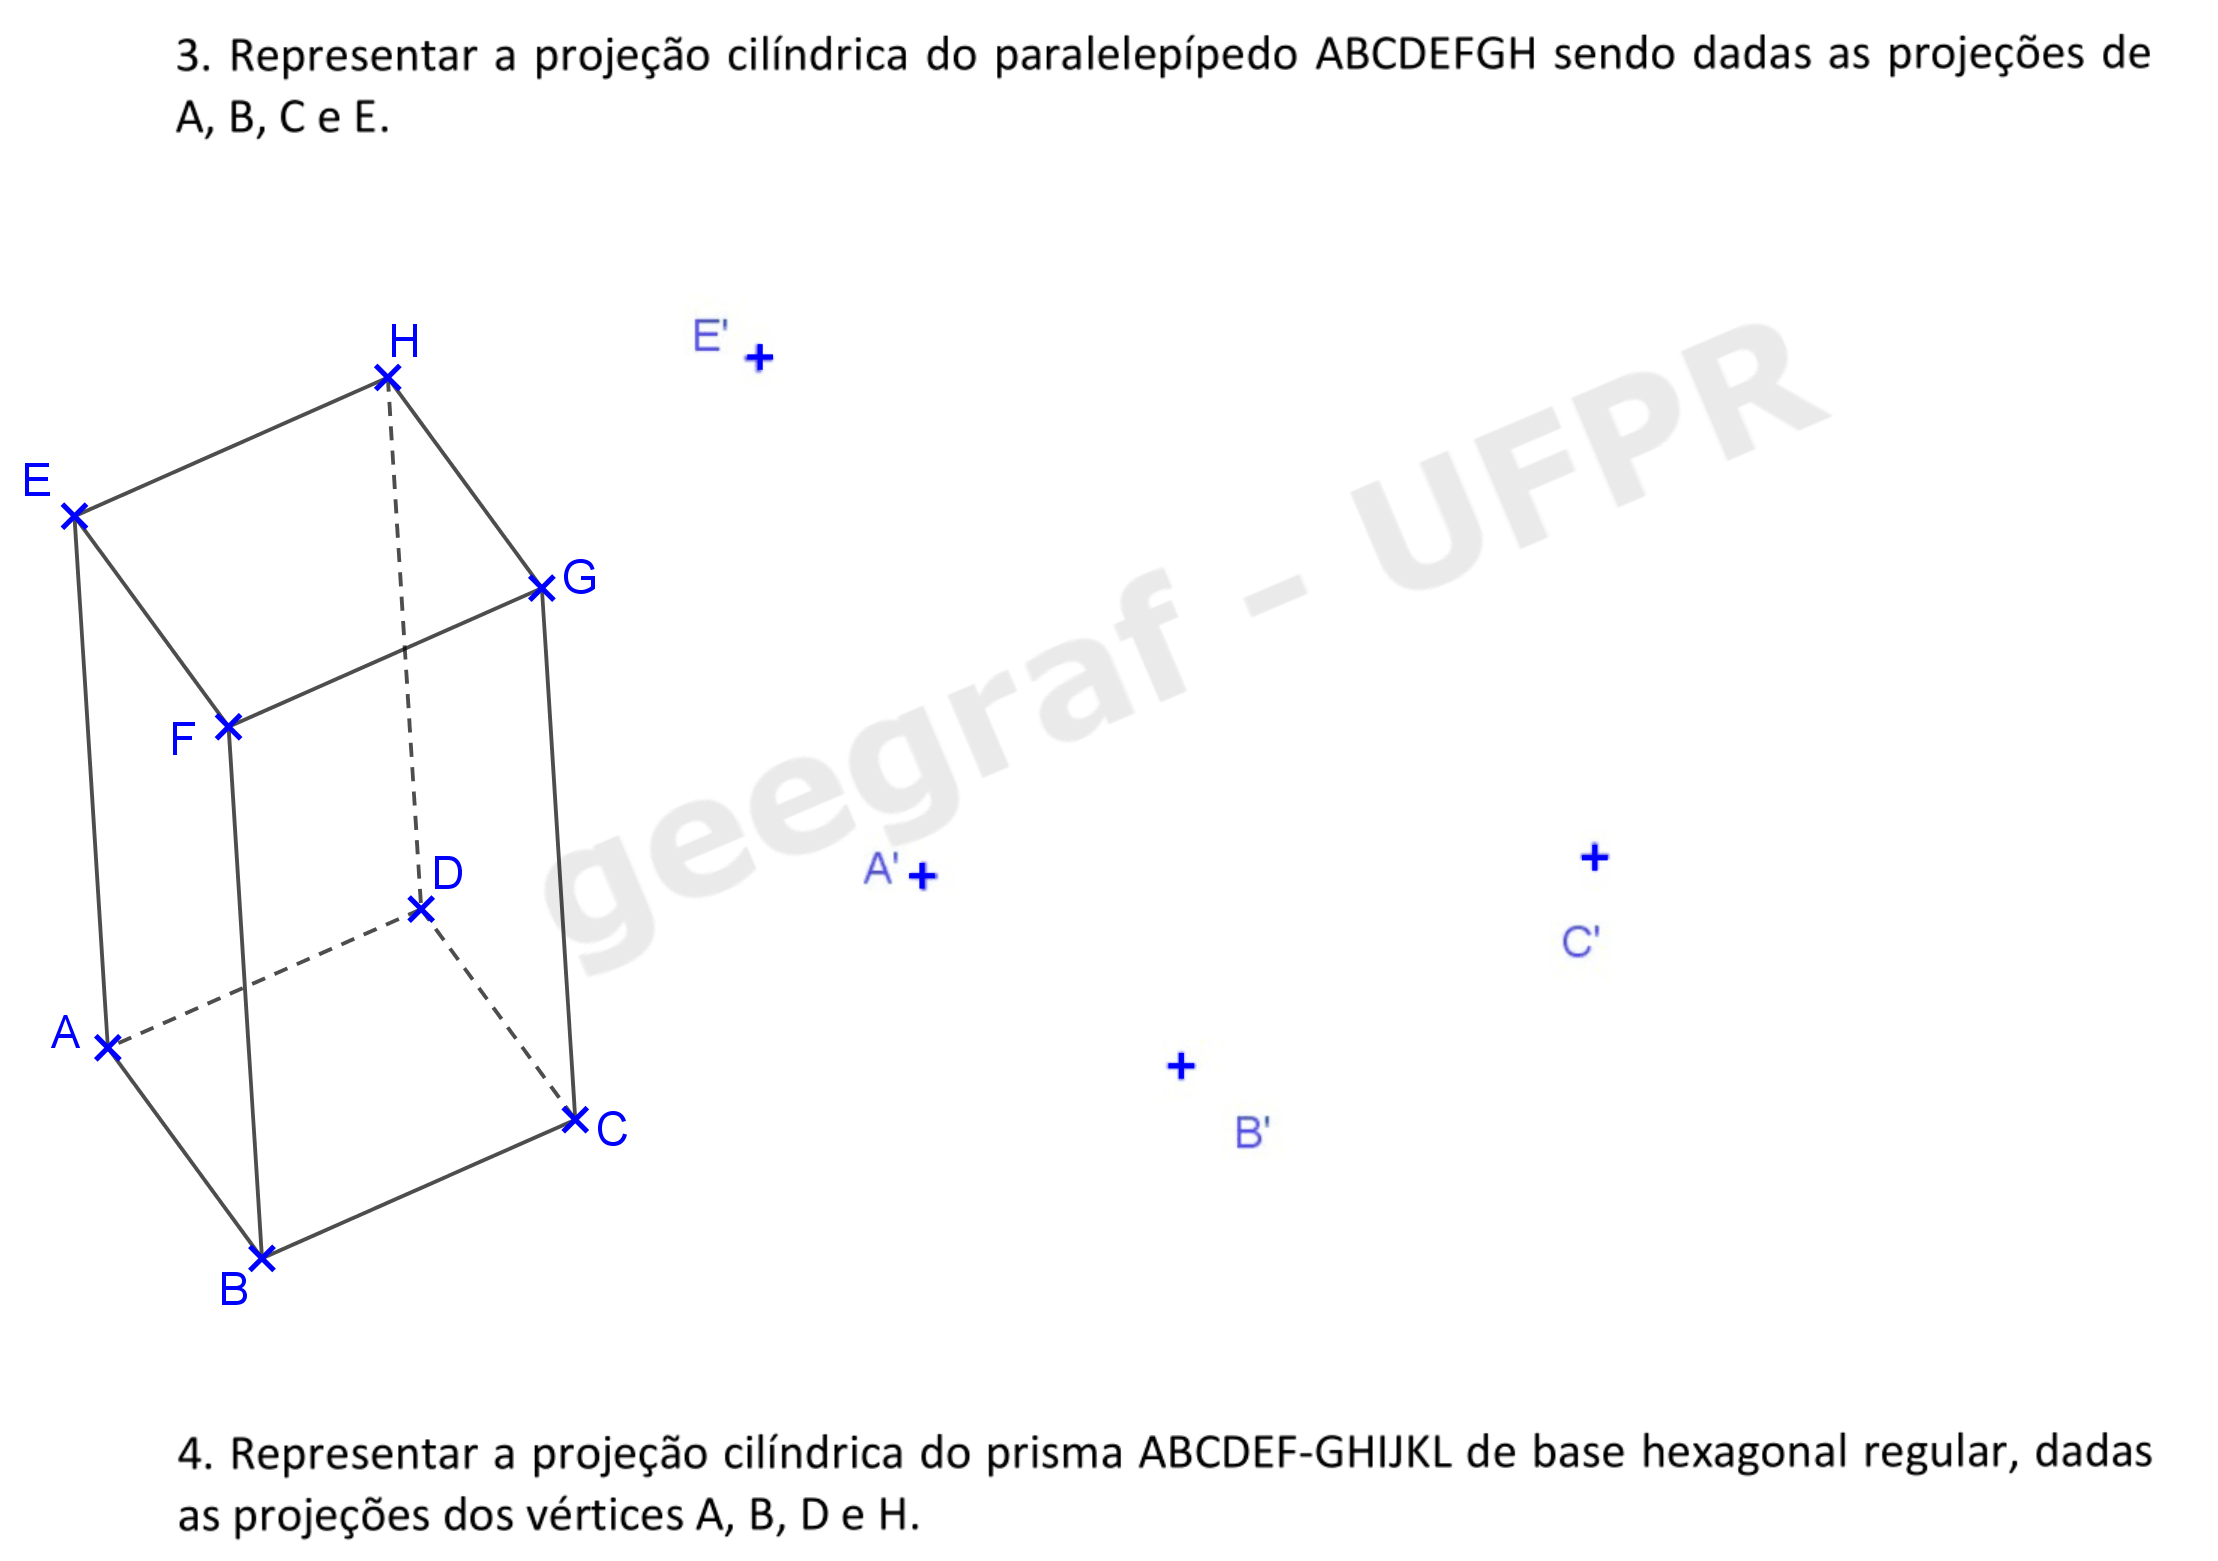 3. Representar a projeção cilíndrica do paralelepípedo ABCDEFGH sendo dadas as projeções de
A, B, C e E.
H
E'
E
G
F
geegraf - UFPR
A'
D
C'
A
B'
C
B
4. Representar a projeção cilíndrica do prisma ABCDEF-GHIJKL de base hexagonal regular, dadas
as projeções dos vértices A, B, D e H.